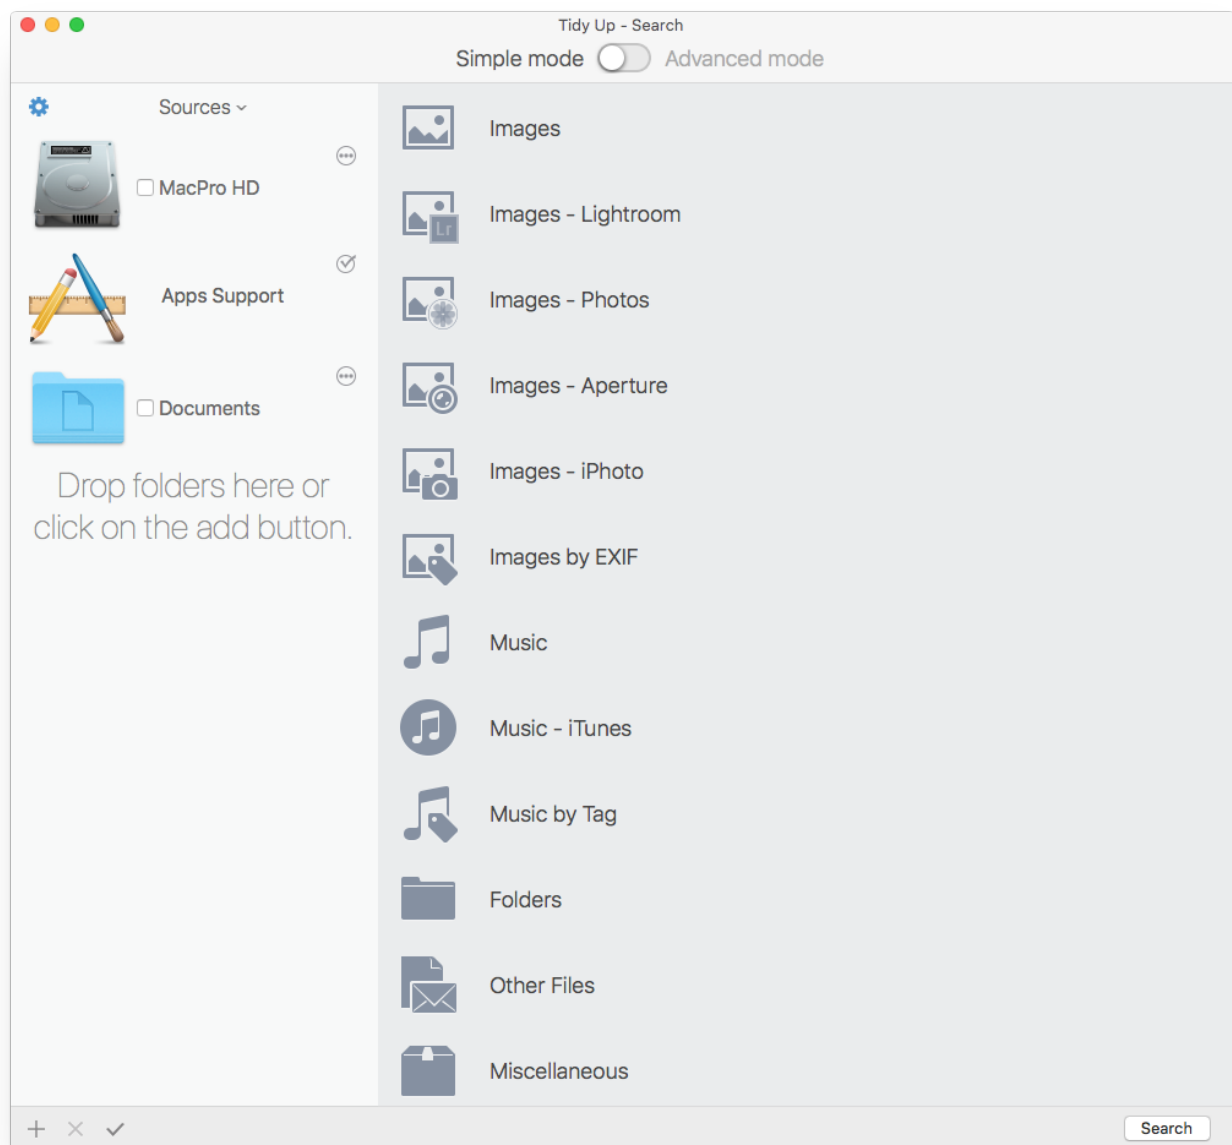 Tidy Up - Search
Simple mode Advanced mode
Sources
MacPro HD
Apps Support
Documents
Drop folders here or
click on the add button.
Images
Images - Lightroom
Lr
Images - Photos
Images - Aperture
Images - iPhoto
Images by EXIF
Music
Music - iTunes
Music by Tag
Folders
Other Files
Miscellaneous
Search